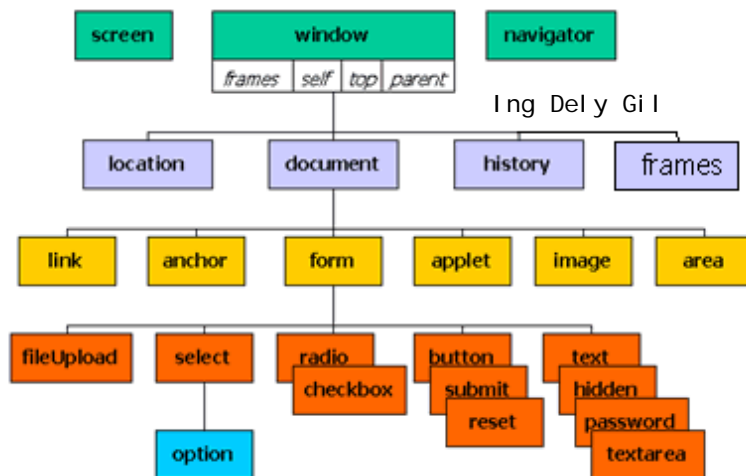 screen
window
navigator
frames self top parent
Ing Dely Gil
location
document
history
frames
link
anchor
form
applet
image
area
fileUpload
select
radio
checkbox
button
submit
reset
text
hidden
password
textarea
option